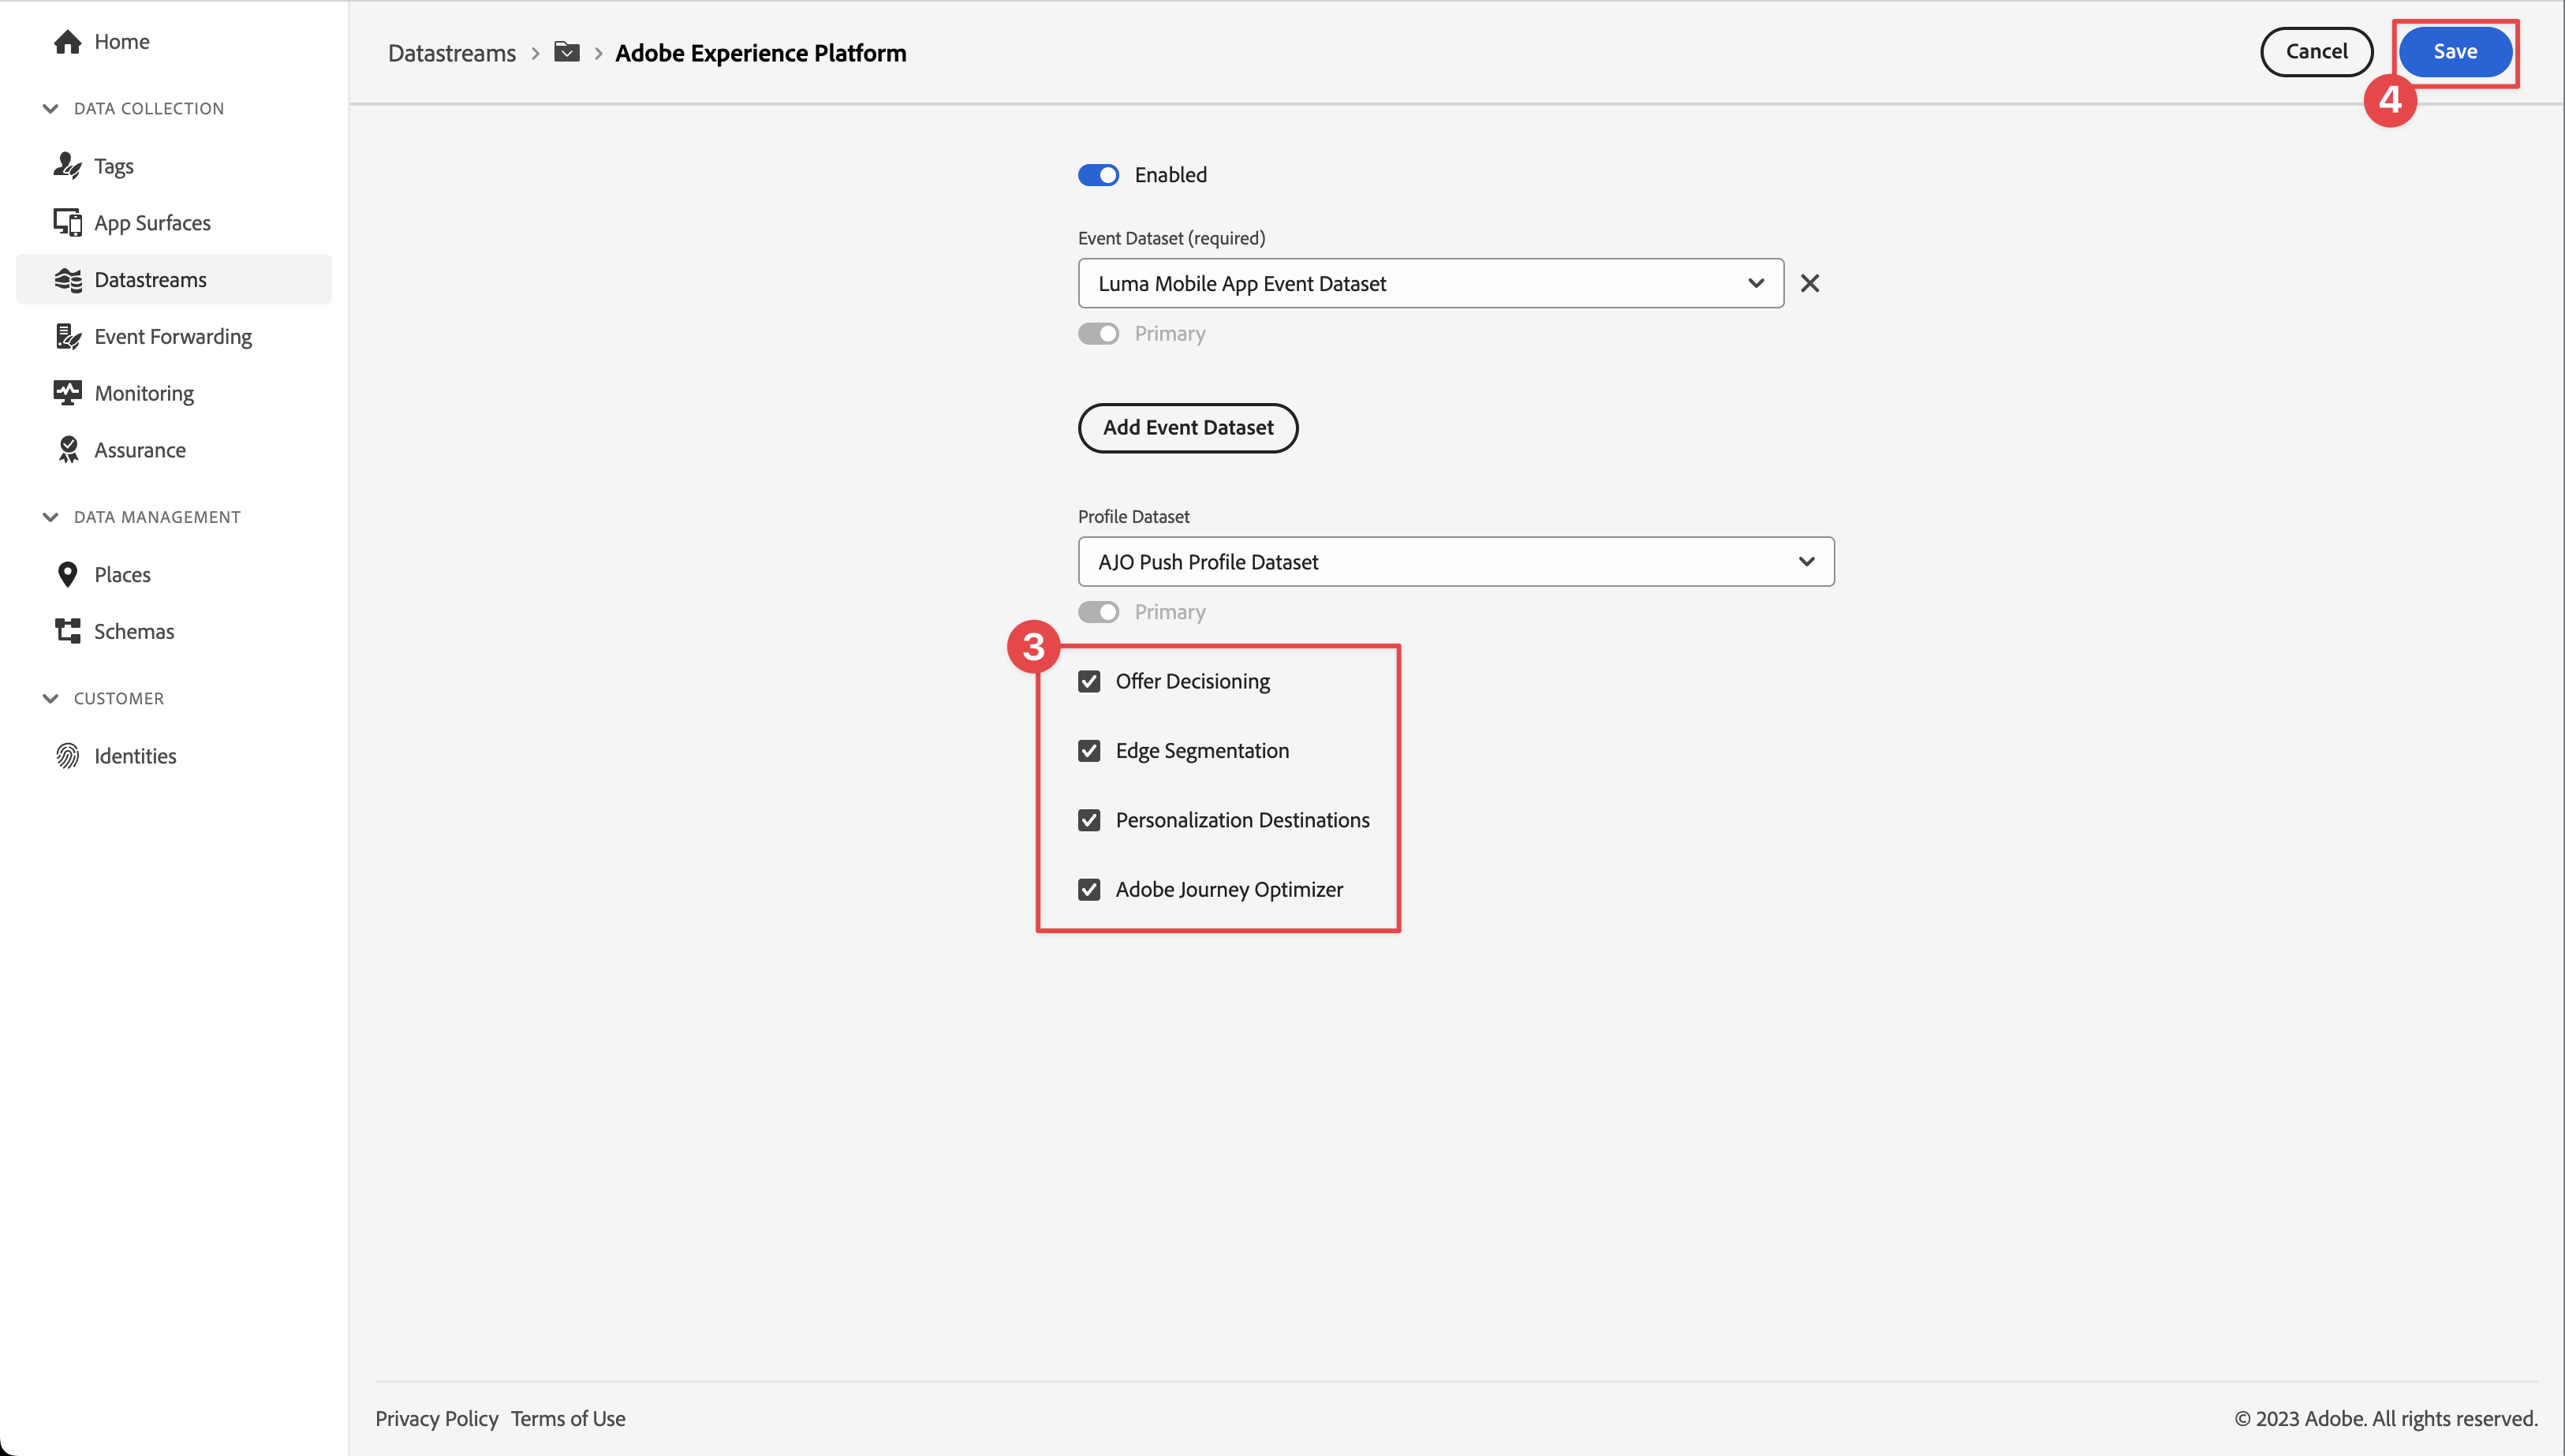 Home
DATA COLLECTION
Tags
App Surfaces
Datastreams
Event Forwarding
Monitoring
Assurance
DATA MANAGEMENT
Places
Schemas
CUSTOMER
Identities
Datastreams > > Adobe Experience Platform
Cancel
Save
4
Enabled
Event Dataset (required)
Luma Mobile App Event Dataset
Primary
Add Event Dataset
Profile Dataset
AJO Push Profile Dataset
Primary
3
Offer Decisioning
Edge Segmentation
Personalization Destinations
Adobe Journey Optimizer
Privacy Policy Terms of Use
© 2023 Adobe. All rights reserved.